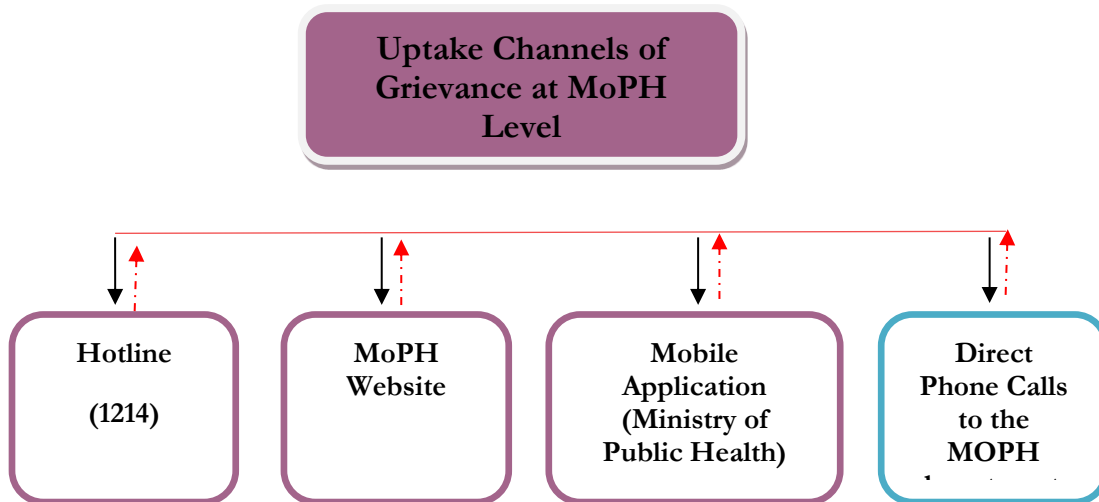 Uptake Channels of
Grievance at MoPH
Level
Hotline
(1214)
MoPH
Website
Mobile
Application
(Ministry of
Public Health)
Direct
Phone Calls
to the
MOPH